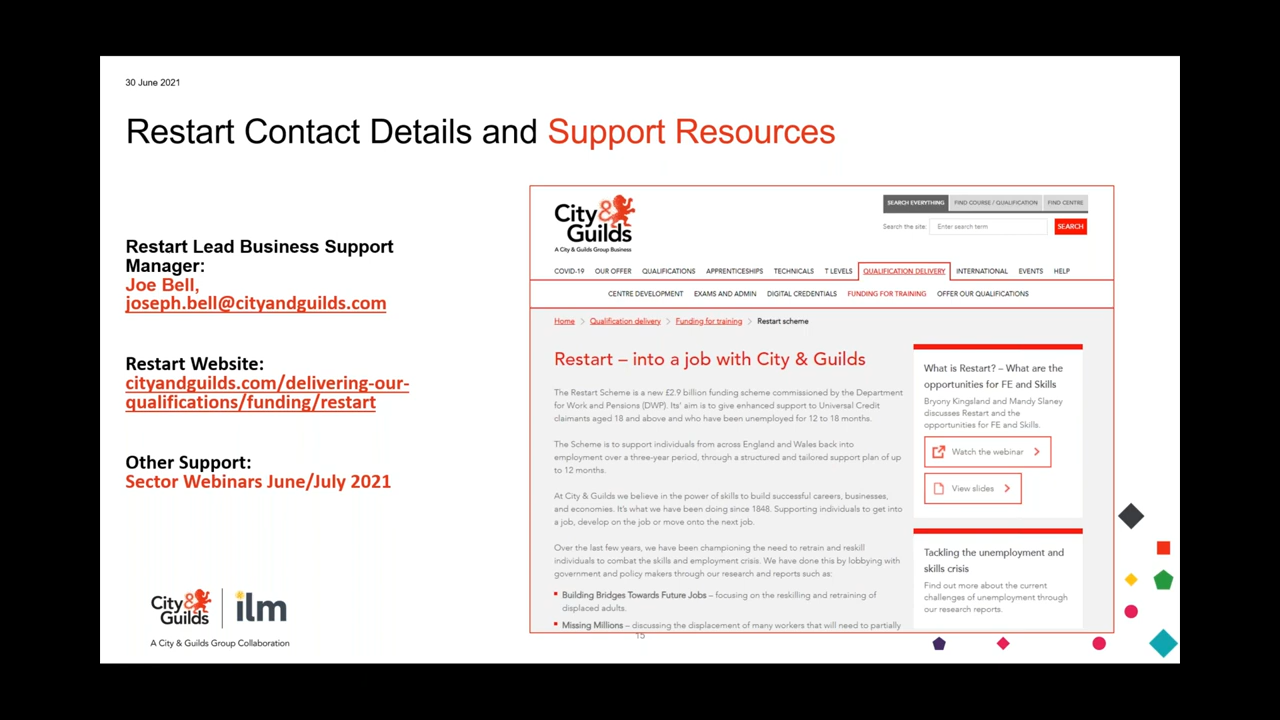 30 June 2021
Restart Contact Details and Support Resources
Restart Lead Business Support
Manager:
Joe Bell,
joseph.bell@cityandguilds.com
Restart Website:
cityandguilds.com/delivering-our-
qualifications/funding/restart
Other Support:
Sector Webinars June/July 2021
City & Guilds
ilm
A City & Guilds Group Collaboration
City & Guilds
A City & Guilds Group Business
SEARCH EVERYTHING FIND COURSE / QUALIFICATION FIND CENTRE
Search the site: Enter search term SEARCH
COVID-19 OUR OFFER QUALIFICATIONS APPRENTICESHIPS TECHNICALS T LEVELS QUALIFICATION DELIVERY INTERNATIONAL EVENTS HELP
CENTRE DEVELOPMENT EXAMS AND ADMIN DIGITAL CREDENTIALS FUNDING FOR TRAINING OFFER OUR QUALIFICATIONS
Home > Qualification delivery > Funding for training > Restart scheme
Restart – into a job with City & Guilds
The Restart Scheme is a new £2.9 billion funding scheme commissioned by the Department
for Work and Pensions (DWP). Its' aim is to give enhanced support to Universal Credit
claimants aged 18 and above and who have been unemployed for 12 to 18 months.
The Scheme is to support individuals from across England and Wales back into
employment over a three-year period, through a structured and tailored support plan of up
to 12 months.
At City & Guilds we believe in the power of skills to build successful careers, businesses,
and economies. It's what we have been doing since 1848. Supporting individuals to get into
a job, develop on the job or move onto the next job.
Over the last few years, we have been championing the need to retrain and reskill
individuals to combat the skills and employment crisis. We have done this by lobbying with
government and policy makers through our research and reports such as:
Building Bridges Towards Future Jobs – focusing on the reskilling and retraining of
displaced adults.
Missing Millions – discussing the displacement of many workers that will need to partially
What is Restart? – What are the
opportunities for FE and Skills
Bryony Kingsland and Mandy Slaney
discusses Restart and the
opportunities for FE and Skills.
Watch the webinar >
View slides >
Tackling the unemployment and
skills crisis
Find out more about the current
challenges of unemployment through
our research reports.
15